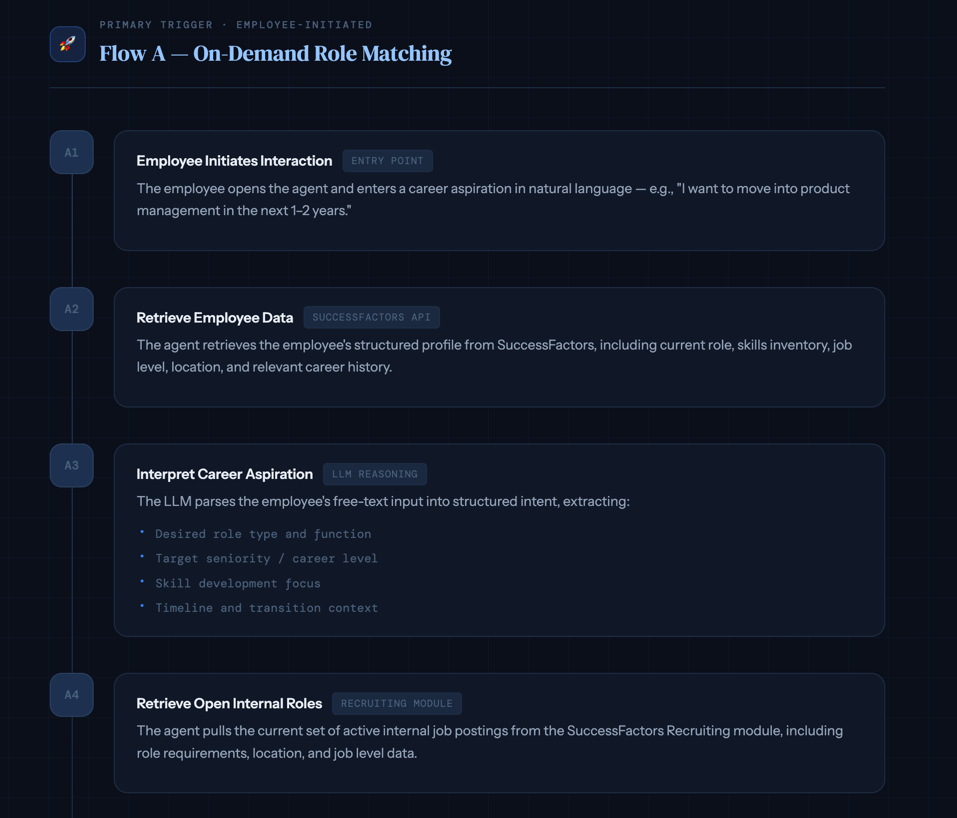 PRIMARY TRIGGER · EMPLOYEE-INITIATED
Flow A — On-Demand Role Matching
A1
Employee Initiates Interaction
ENTRY POINT
The employee opens the agent and enters a career aspiration in natural language — e.g., "I want to move into product
management in the next 1–2 years."
A2
Retrieve Employee Data
SUCCESSFACTORS API
The agent retrieves the employee's structured profile from SuccessFactors, including current role, skills inventory, job
level, location, and relevant career history.
A3
Interpret Career Aspiration
LLM REASONING
The LLM parses the employee's free-text input into structured intent, extracting:
• Desired role type and function
• Target seniority / career level
• Skill development focus
• Timeline and transition context
A4
Retrieve Open Internal Roles
RECRUITING MODULE
The agent pulls the current set of active internal job postings from the SuccessFactors Recruiting module, including
role requirements, location, and job level data.